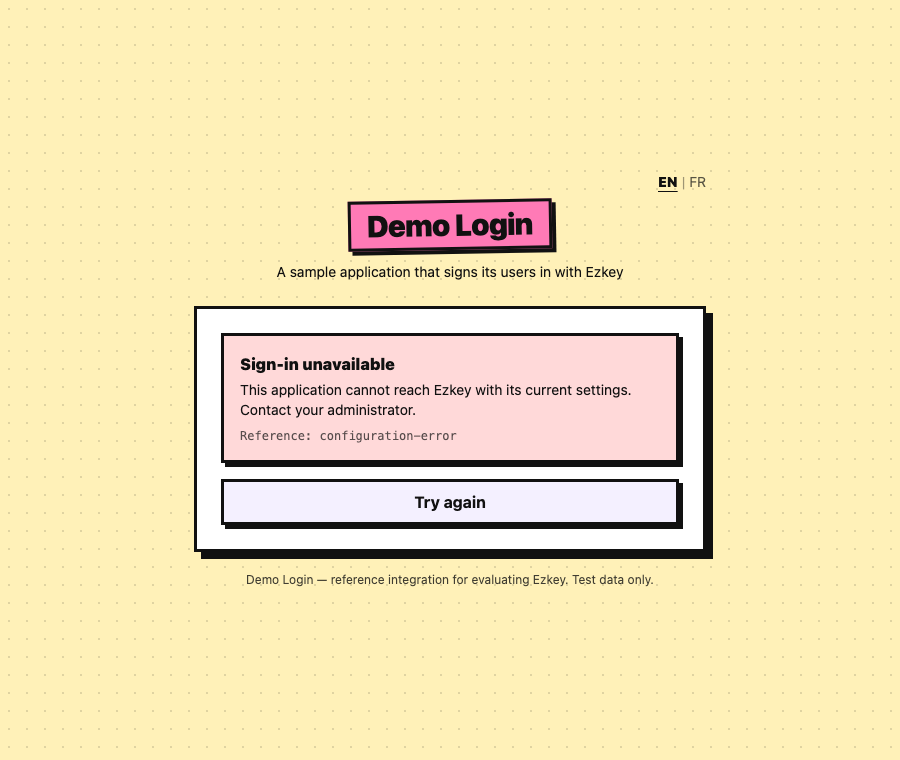 EN | FR
Demo Login
A sample application that signs its users in with Ezkey
Sign-in unavailable
This application cannot reach Ezkey with its current settings.
Contact your administrator.
Reference: configuration-error
Try again
Demo Login — reference integration for evaluating Ezkey. Test data only.